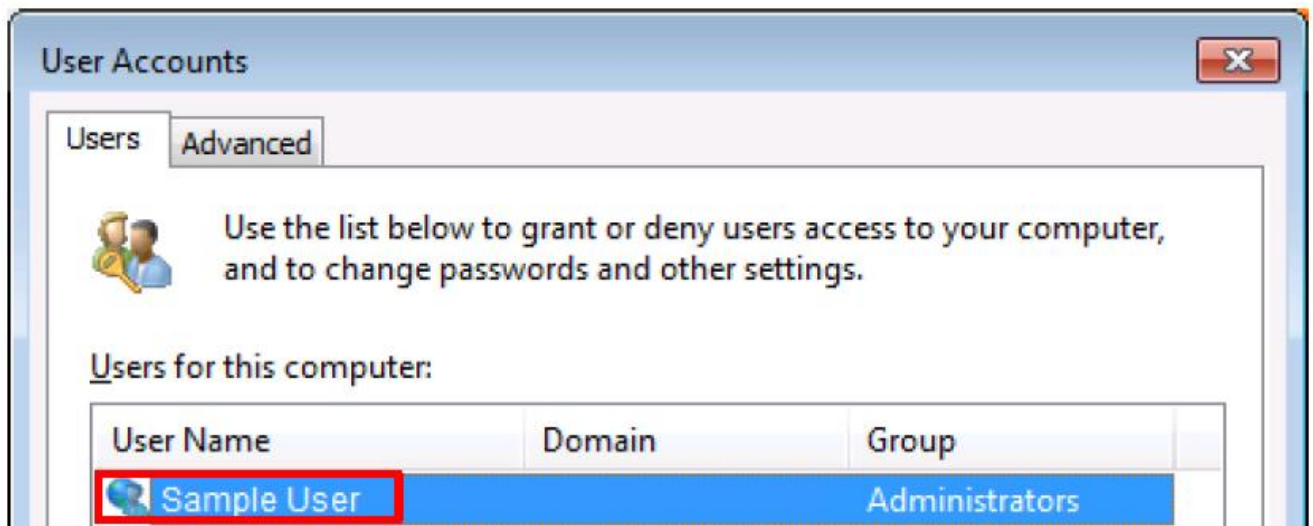 User Accounts
Users Advanced
Use the list below to grant or deny users access to your computer,
and to change passwords and other settings.
Users for this computer:
User Name Domain Group
Sample User Administrators